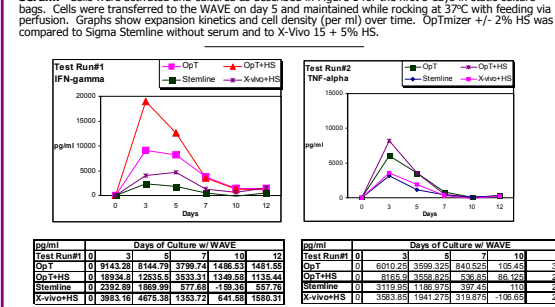 bags. Cells were transferred to the WAVE on day 5 and maintained while rocking at 37ºC with feeding via
perfusion. Graphs show expansion kinetics and cell density (per ml) over time. OpTmizer +/- 2% HS was
compared to Sigma Stemline without serum and to X-Vivo 15 + 5% HS.
Test Run#1
IFN-gamma
OpT
OpT+HS
Stemline
X-vivo+HS
20000
15000
pg/ml 10000
5000
0
0 3 5 7 10 12
Days
Test Run#2
TNF-alpha
OpT
OpT+HS
Stemline
X-vivo+HS
15000
10000
pg/ml
5000
0
0 3 5 7 10 12
Days
pg/ml Days of Culture w/ WAVE
Test Run#1 0 3 5 7 10 12
OpT 0 9143.28 8144.79 3799.74 1486.53 1481.55
OpT+HS 0 18934.8 12535.5 3533.31 1349.58 1135.44
Stemline 0 2392.89 1869.99 577.68 -159.36 557.76
X-vivo+HS 0 3983.16 4675.38 1353.72 641.58 1580.31
pg/ml Days of Culture w/ WAVE
Test Run#1 0 3 5 7 10
OpT 0 6010.25 3599.325 840.525 105.45
OpT+HS 0 8165.9 3558.825 536.85 86.125
Stemline 0 3119.95 1186.975 397.45 110
X-vivo+HS 0 3583.85 1941.275 319.875 -106.65